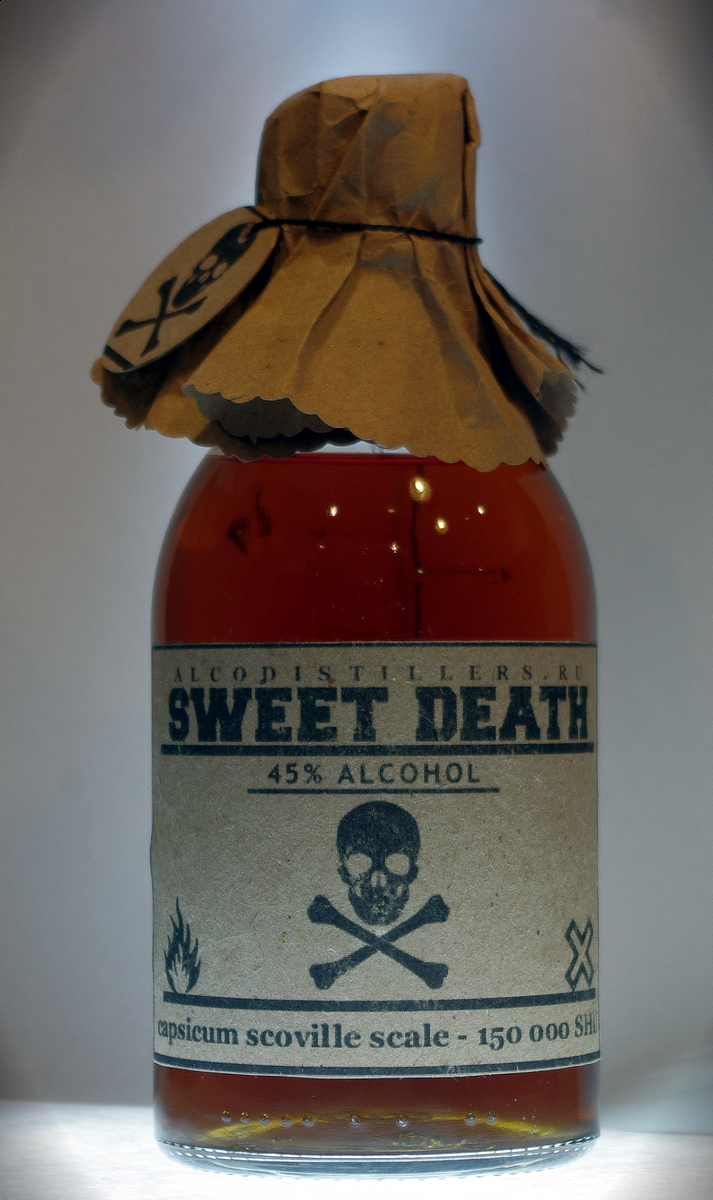 ALCODISTILLERS.RU
SWEET DEATH
45% ALCOHOL
capsicum scoville scale - 150 000 SHU